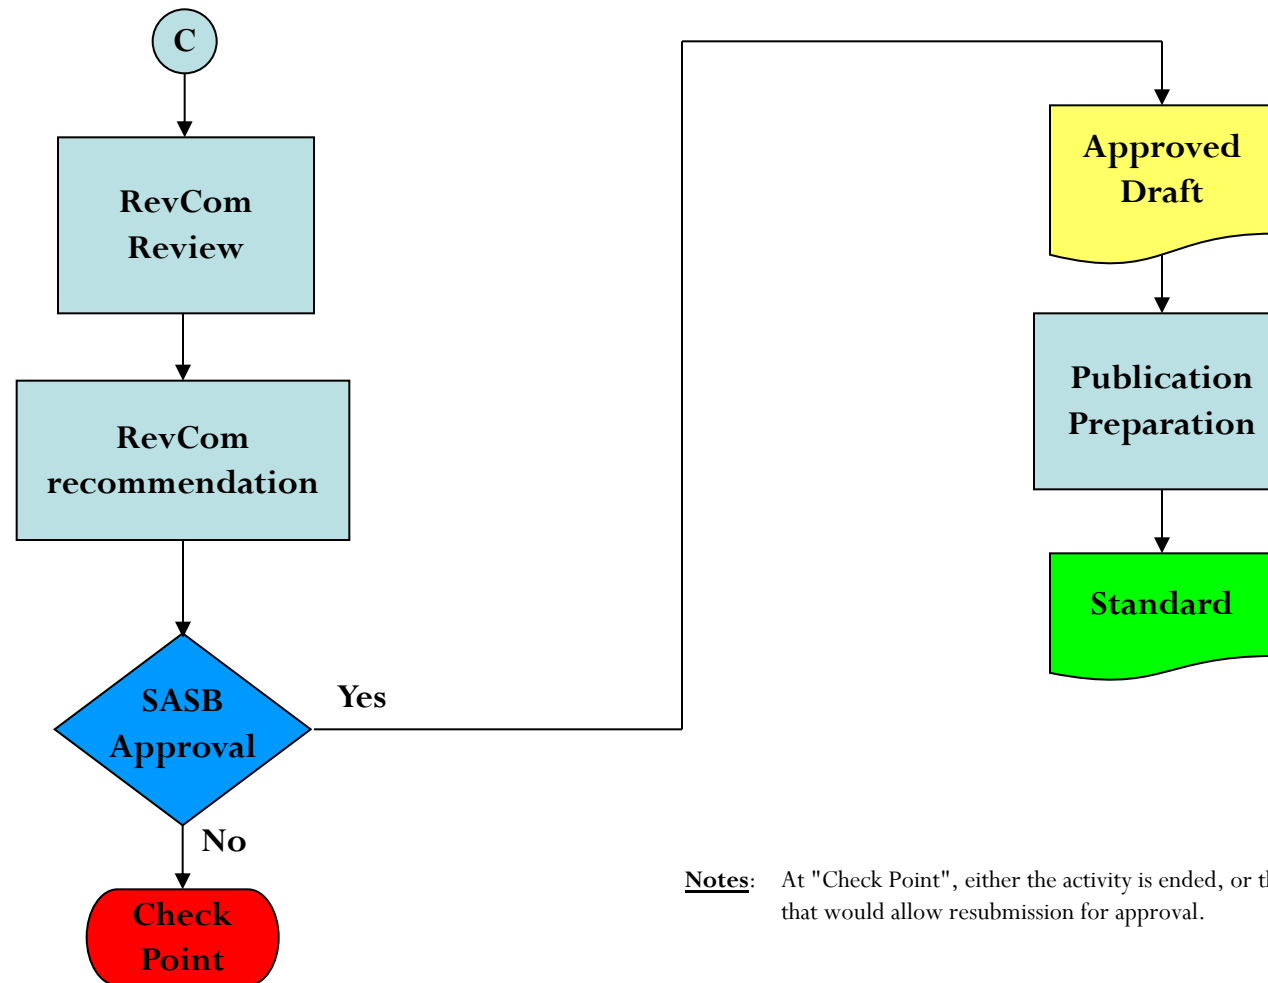 C
RevCom
Review
RevCom
recommendation
SASB
Approval
Yes
No
Check
Point
Approved
Draft
Publication
Preparation
Standard
Notes: At "Check Point", either the activity is ended, or
that would allow resubmission for approval.